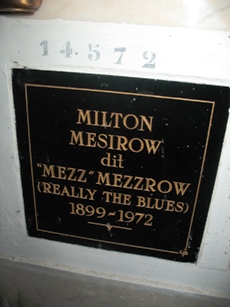 14572
MILTON
MESIROW
dit
"MEZZ" MEZZROW
(REALLY THE BLUES)
1899-1972